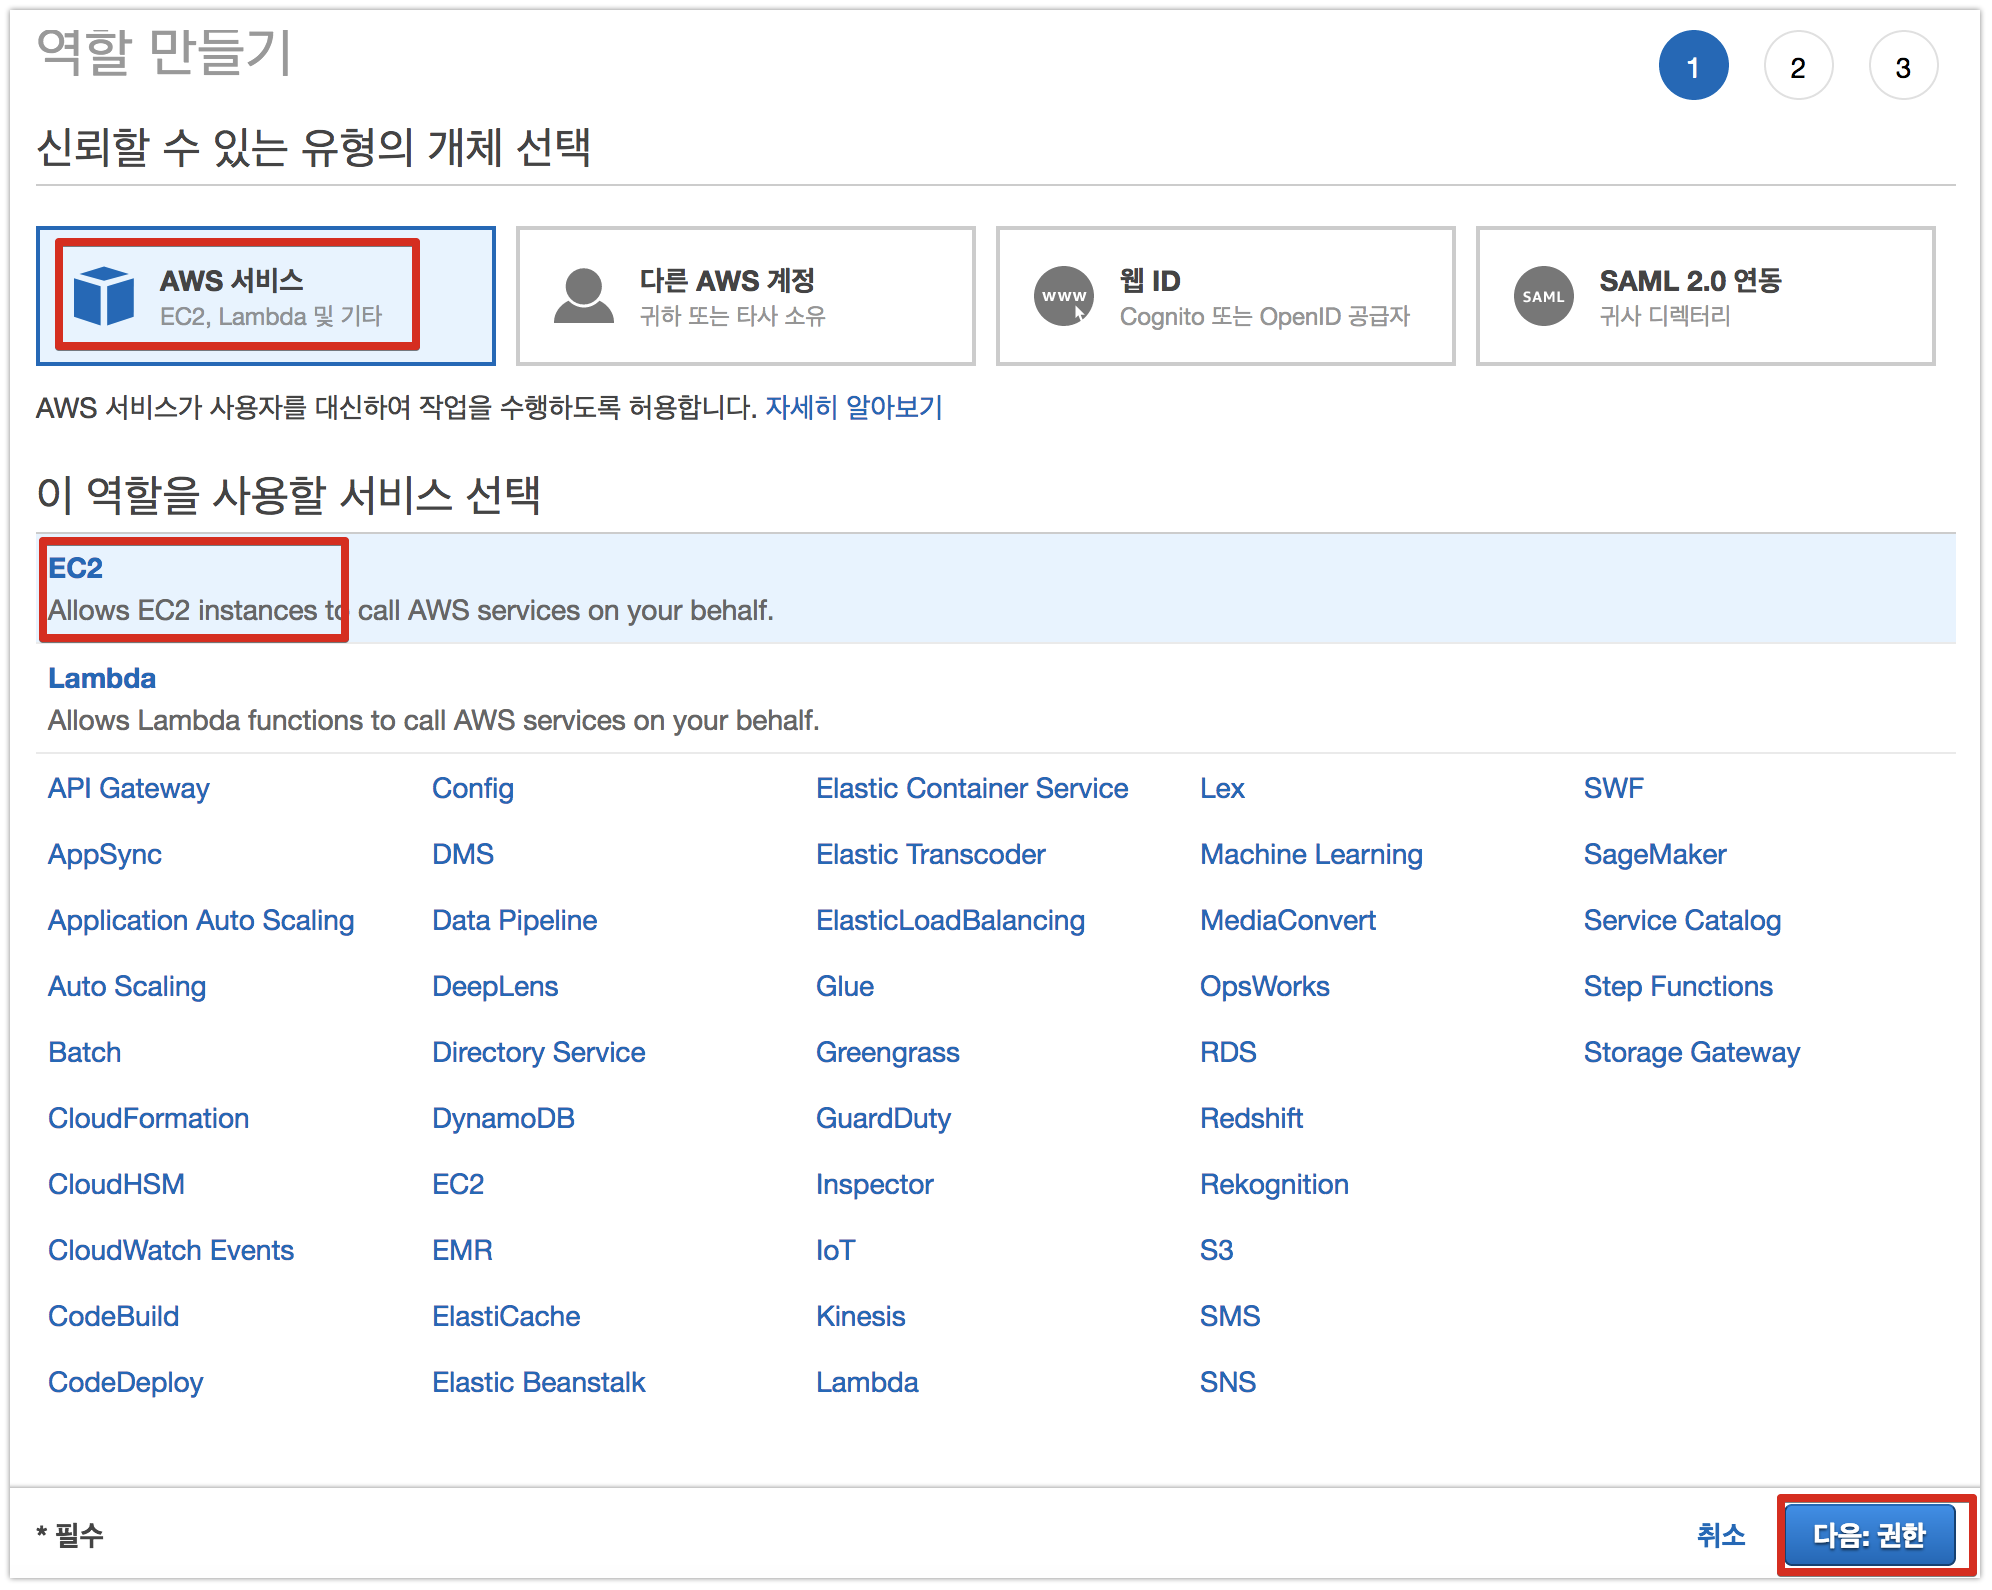 역할 만들기
1 2 3
신뢰할 수 있는 유형의 개체 선택
AWS 서비스
EC2, Lambda 및 기타
다른 AWS 계정
귀하 또는 타사 소유
www
웹 ID
Cognito 또는 OpenID 공급자
SAML
SAML 2.0 연동
귀사 디렉터리
AWS 서비스가 사용자를 대신하여 작업을 수행하도록 허용합니다. 자세히 알아보기
이 역할을 사용할 서비스 선택
EC2
Allows EC2 instances to call AWS services on your behalf.
Lambda
Allows Lambda functions to call AWS services on your behalf.
API Gateway Config Elastic Container Service Lex SWF
AppSync DMS Elastic Transcoder Machine Learning SageMaker
Application Auto Scaling Data Pipeline ElasticLoadBalancing MediaConvert Service Catalog
Auto Scaling DeepLens Glue OpsWorks Step Functions
Batch Directory Service Greengrass RDS Storage Gateway
CloudFormation DynamoDB GuardDuty Redshift
CloudHSM EC2 Inspector Rekognition
CloudWatch Events EMR IoT S3
CodeBuild ElastiCache Kinesis SMS
CodeDeploy Elastic Beanstalk Lambda SNS
* 필수 취소 다음: 권한